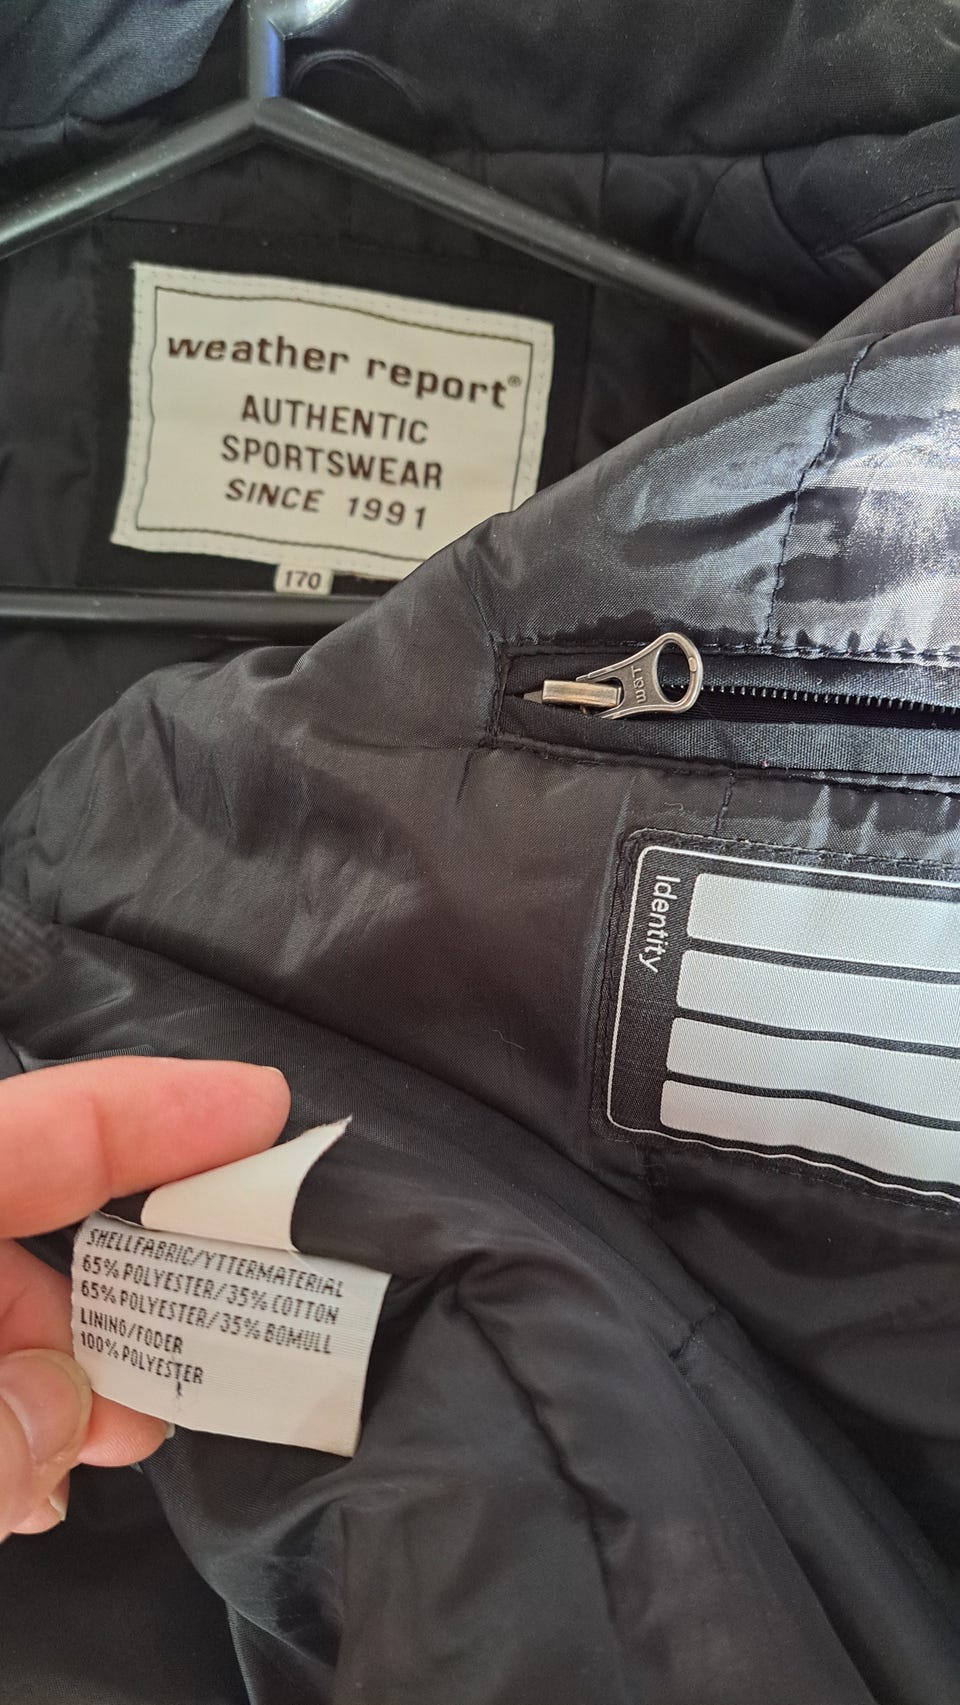 weather report®
AUTHENTIC
SPORTSWEAR
SINCE 1991
170
Identity
SHELLFABRIC/YTTERMATERIAL
65% POLYESTER/35% COTTON
65% POLYESTER/35% BOMULL
LINING/FODER
100% POLYESTER